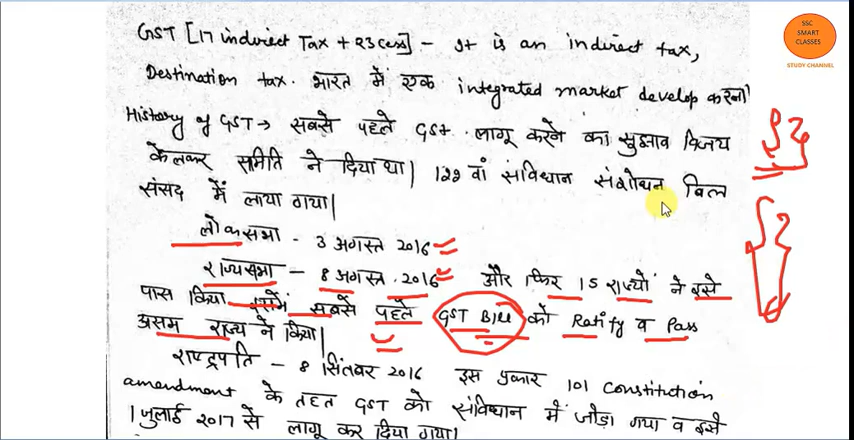 SSC
SMART
CLASSES
STUDY CHANNEL
GST [17 indirect Tax + 23 Cess] - It is an indirect tax,
Destination tax. भारत में एक integrated market develop करना।
History of GST → सबसे पहले GST लागू करने का सुझाव विजय
केलकर समिति ने दिया था। 122 वाँ संविधान संशोधन बिल
संसद में लाया गया।
लोकसभा - 3 अगस्त 2016
राज्यसभा - 8 अगस्त 2016 और फिर 15 राज्यों ने इसे
पास किया इसमें सबसे पहले GST Bill को Ratify व Pass
असम राज्य ने किया।
राष्ट्रपति - 8 सितंबर 2016 इस प्रकार 101 Constitution
amendment के तहत GST को संविधान में जोड़ा गया व इसे
1 जुलाई 2017 से लागू कर दिया गया।